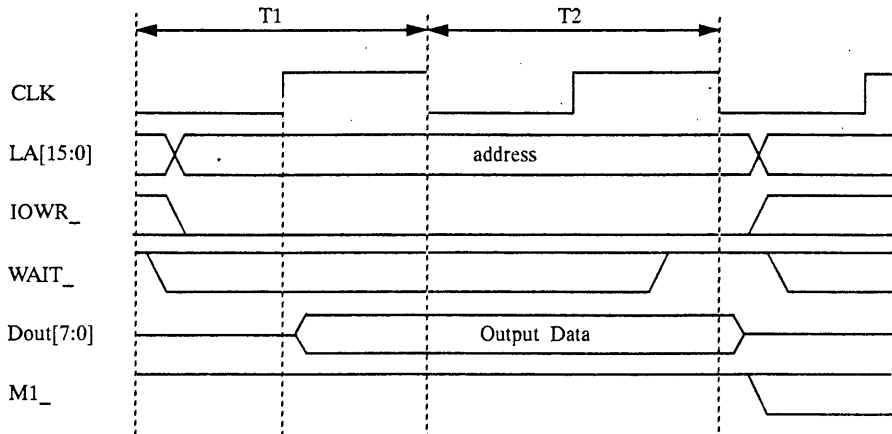 T1 T2
CLK
LA[15:0] address
IOWR_
WAIT_
Dout[7:0] Output Data
M1_